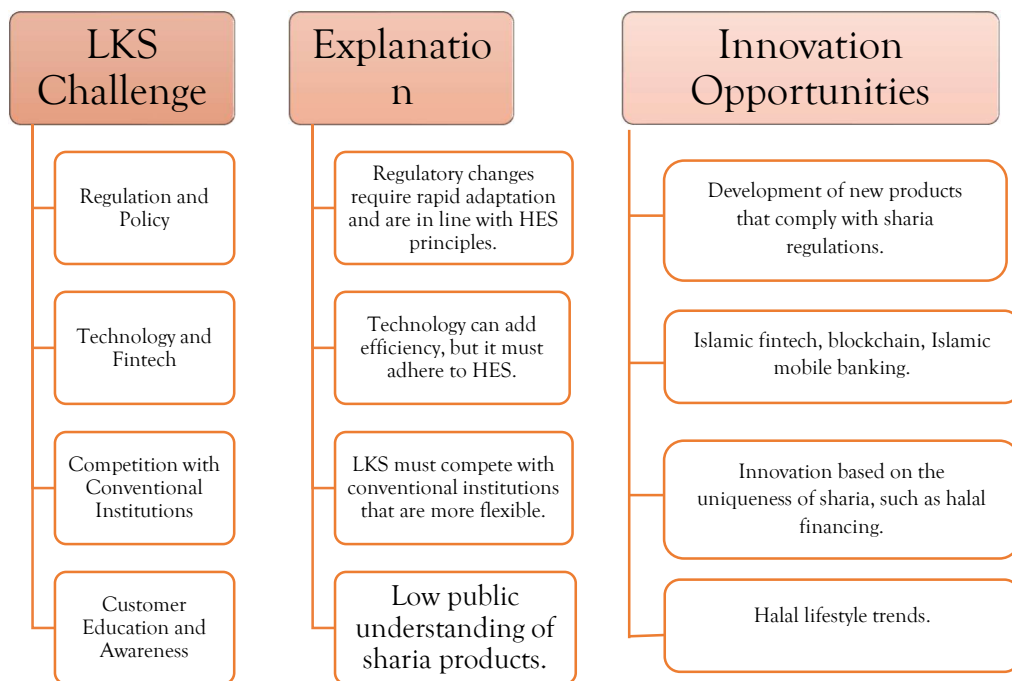 LKS
Challenge
Regulation and
Policy
Technology and
Fintech
Competition with
Conventional
Institutions
Customer
Education and
Awareness
Explanatio
n
Regulatory changes
require rapid adaptation
and are in line with HES
principles.
Technology can add
efficiency, but it must
adhere to HES.
LKS must compete with
conventional institutions
that are more flexible.
Low public
understanding of
sharia products.
Innovation
Opportunities
Development of new products
that comply with sharia
regulations.
Islamic fintech, blockchain, Islamic
mobile banking.
Innovation based on the
uniqueness of sharia, such as halal
financing.
Halal lifestyle trends.